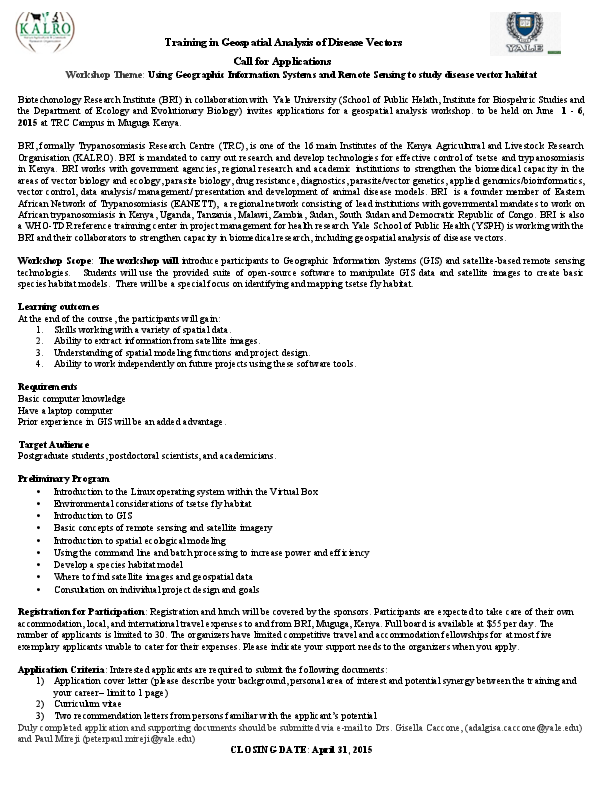 KALRO
YALE
Training in Geospatial Analysis of Disease Vectors
Call for Applications
Workshop Theme: Using Geographic Information Systems and Remote Sensing to study disease vector habitat
Biotechonology Research Institute (BRI) in collaboration with Yale University (School of Public Helath, Institute for Biospehric Studies and
the Department of Ecology and Evolutionary Biology) invites applications for a geospatial analysis workshop. to be held on June 1 - 6,
2015 at TRC Campus in Muguga Kenya.
BRI, formally Trypanosomiasis Research Centre (TRC), is one of the 16 main Institutes of the Kenya Agricultural and Livestock Research
Organisation (KALRO). BRI is mandated to carry out research and develop technologies for effective control of tsetse and trypanosomiasis
in Kenya. BRI works with government agencies, regional research and academic institutions to strengthen the biomedical capacity in the
areas of vector biology and ecology, parasite biology, drug resistance, diagnostics, parasite/vector genetics, applied genomics/bioinformatics,
vector control, data analysis/ management/ presentation and development of animal disease models. BRI is a founder member of Eastern
African Network of Trypanosomiasis (EANETT), a regional network consisting of lead institutions with governmental mandates to work on
African trypanosomiasis in Kenya, Uganda, Tanzania, Malawi, Zambia, Sudan, South Sudan and Democratic Republic of Congo. BRI is also
a WHO-TDR reference trainning center in project management for health research Yale School of Public Health (YSPH) is working with the
BRI and their collaborators to strengthen capacity in biomedical research, including geospatial analysis of disease vectors.
Workshop Scope: The workshop will introduce participants to Geographic Information Systems (GIS) and satellite-based remote sensing
technologies. Students will use the provided suite of open-source software to manipulate GIS data and satellite images to create basic
species habitat models. There will be a special focus on identifying and mapping tsetse fly habitat.
Learning outcomes
At the end of the course, the participants will gain:
1. Skills working with a variety of spatial data.
2. Ability to extract information from satellite images.
3. Understanding of spatial modeling functions and project design.
4. Ability to work independently on future projects using these software tools.
Requirements
Basic computer knowledge
Have a laptop computer
Prior experience in GIS will be an added advantage.
Target Audience
Postgraduate students, postdoctoral scientists, and academicians.
Preliminary Program
• Introduction to the Linux operating system within the Virtual Box
• Environmental considerations of tsetse fly habitat
• Introduction to GIS
• Basic concepts of remote sensing and satellite imagery
• Introduction to spatial ecological modeling
• Using the command line and batch processing to increase power and efficiency
• Develop a species habitat model
• Where to find satellite images and geospatial data
• Consultation on individual project design and goals
Registration for Participation: Registration and lunch will be covered by the sponsors. Participants are expected to take care of their own
accommodation, local, and international travel expenses to and from BRI, Muguga, Kenya. Full board is available at $55 per day. The
number of applicants is limited to 30. The organizers have limited competitive travel and accommodation fellowships for at most five
exemplary applicants unable to cater for their expenses. Please indicate your support needs to the organizers when you apply.
Application Criteria: Interested applicants are required to submit the following documents:
1) Application cover letter (please describe your background, personal area of interest and potential synergy between the training and
your career– limit to 1 page)
2) Curriculum vitae
3) Two recommendation letters from persons familiar with the applicant's potential
Duly completed application and supporting documents should be submitted via e-mail to Drs. Gisella Caccone, (adalgisa.caccone@yale.edu)
and Paul Mireji (peterpaul.mireji@yale.edu)
CLOSING DATE: April 31, 2015